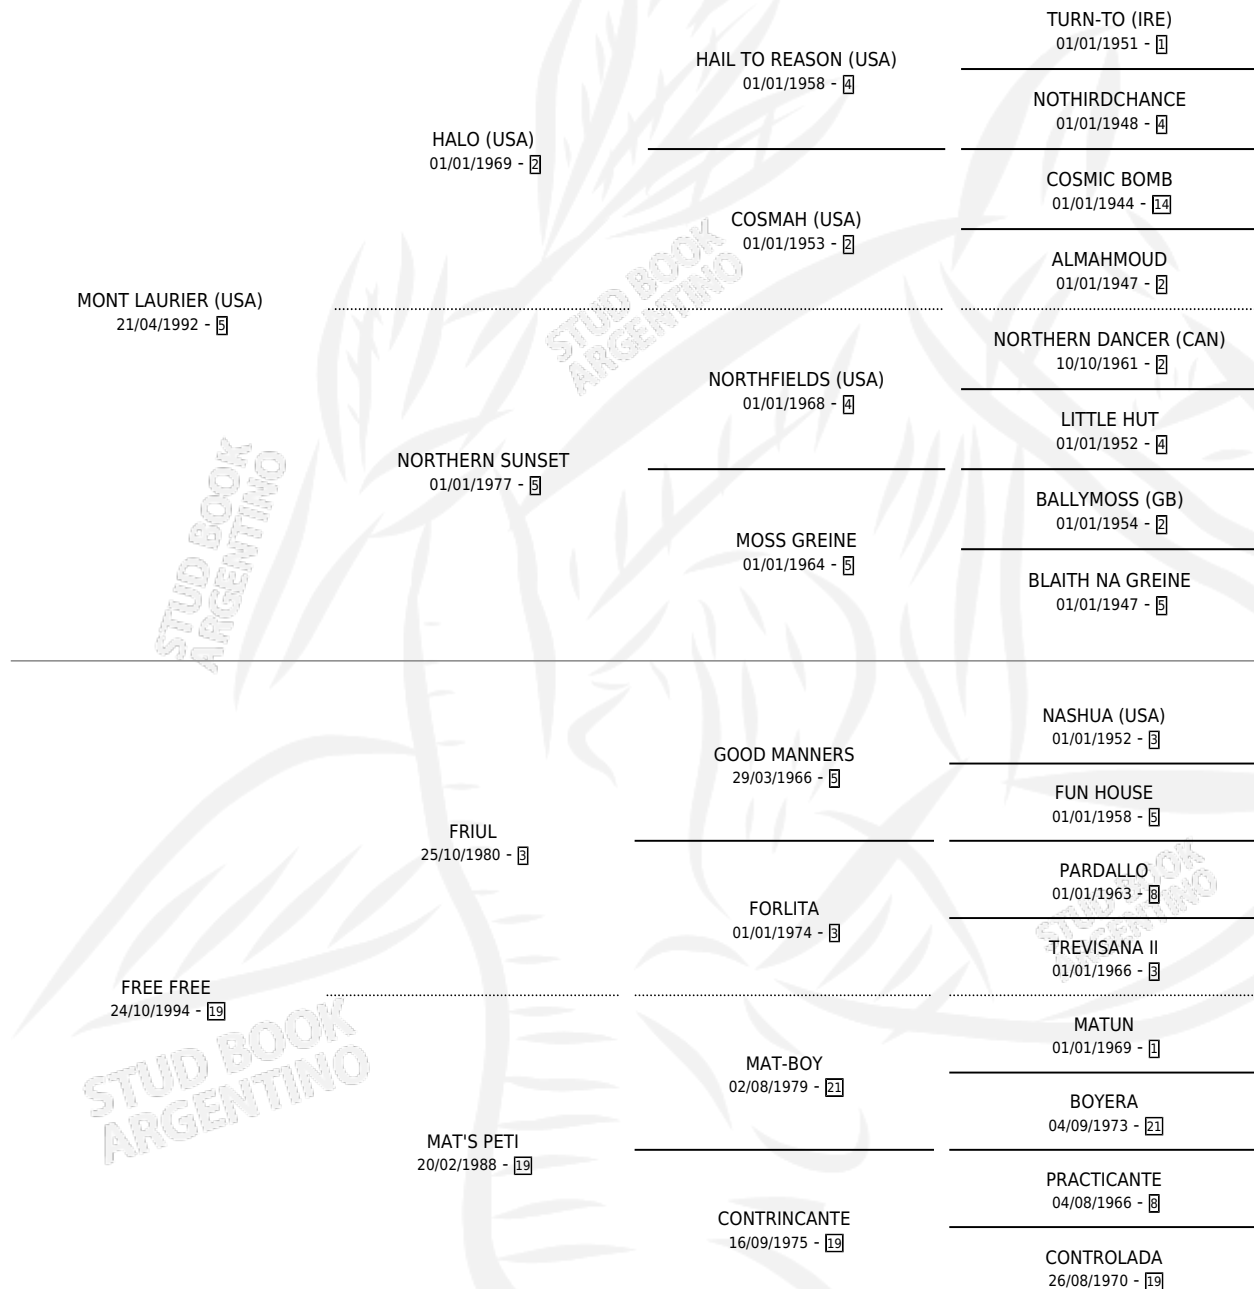 TURN-TO (IRE)
01/01/1951 - 1
HAIL TO REASON (USA)
01/01/1958 - 4
NOTHIRDCHANCE
01/01/1948 - 4
HALO (USA)
01/01/1969 - 2
COSMIC BOMB
01/01/1944 - 14
COSMAH (USA)
01/01/1953 - 2
ALMAHMOUD
01/01/1947 - 2
MONT LAURIER (USA)
21/04/1992 - 5
NORTHERN DANCER (CAN)
10/10/1961 - 2
NORTHFIELDS (USA)
01/01/1968 - 4
LITTLE HUT
01/01/1952 - 4
NORTHERN SUNSET
01/01/1977 - 5
BALLYMOSS (GB)
01/01/1954 - 2
MOSS GREINE
01/01/1964 - 5
BLAITH NA GREINE
01/01/1947 - 5
STUD BOOK
ARGENTINO
STUD BOOK
ARGENTINO
NASHUA (USA)
01/01/1952 - 3
GOOD MANNERS
29/03/1966 - 5
FUN HOUSE
01/01/1958 - 5
FRIUL
25/10/1980 - 3
PARDALLO
01/01/1963 - 8
FORLITA
01/01/1974 - 3
TREVISANA II
01/01/1966 - 3
STUD BOOK
ARGENTINO
FREE FREE
24/10/1994 - 19
MATUN
01/01/1969 - 1
MAT-BOY
02/08/1979 - 21
BOYERA
04/09/1973 - 21
STUD BOOK
ARGENTINO
MAT'S PETI
20/02/1988 - 19
PRACTICANTE
04/08/1966 - 8
CONTRINCANTE
16/09/1975 - 19
CONTROLADA
26/08/1970 - 19